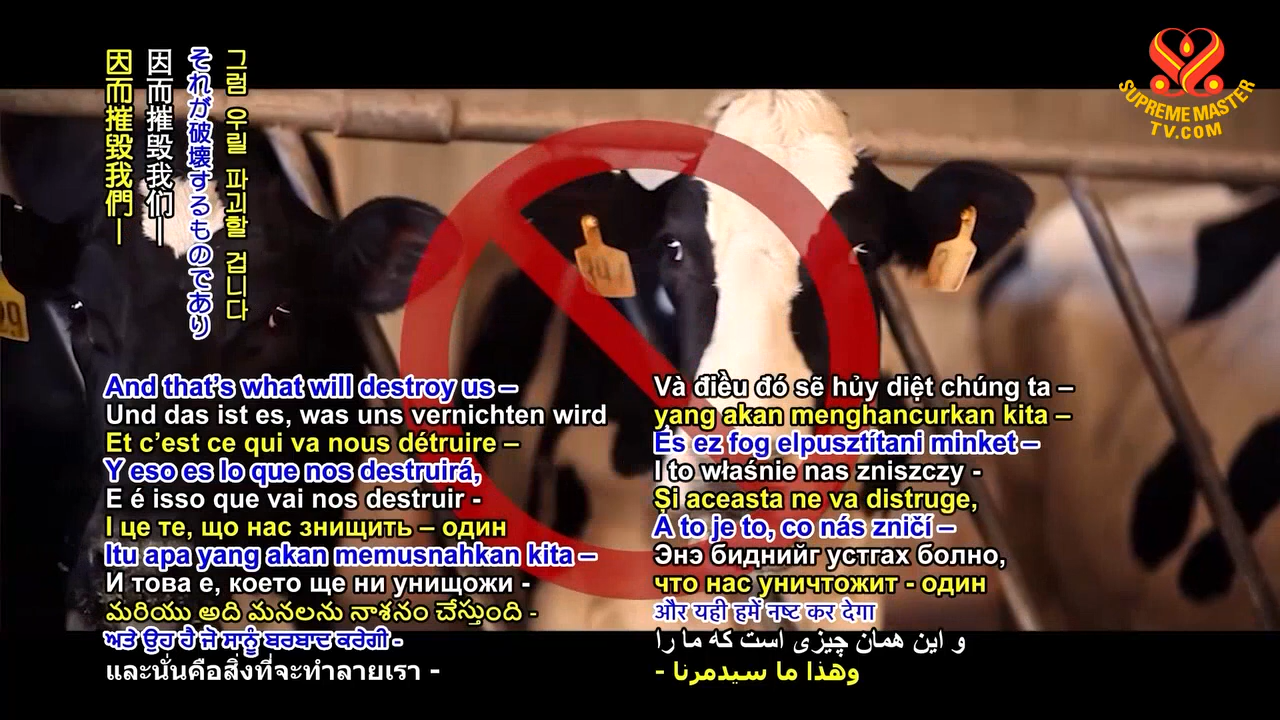 因而摧毀我們—
因而摧毁我们—
それが破壊するものであり
그럼 우릴 파괴할 겁니다
SUPREME MASTER
TV.COM
And that’s what will destroy us –
Und das ist es, was uns vernichten wird
Et c’est ce qui va nous détruire –
Y eso es lo que nos destruirá,
E é isso que vai nos destruir -
І це те, що нас знищить – один
Itu apa yang akan memusnahkan kita –
И това е, което ще ни унищожи -
మరియు అది మనలను నాశనం చేస్తుంది -
ਅਤੇ ਉਹ ਹੈ ਜੋ ਸਾਨੂੰ ਬਰਬਾਦ ਕਰੇਗੀ -
และนั่นคือสิ่งที่จะทำลายเรา -
Và điều đó sẽ hủy diệt chúng ta –
yang akan menghancurkan kita –
És ez fog elpusztítani minket –
I to właśnie nas zniszczy -
Și aceasta ne va distruge,
A to je to, co nás zničí –
Энэ биднийг устгах болно,
что нас уничтожит - один
और यही हमें नष्ट कर देगा
و این همان چیزی است که ما را
وهذا ما سيدمرنا -